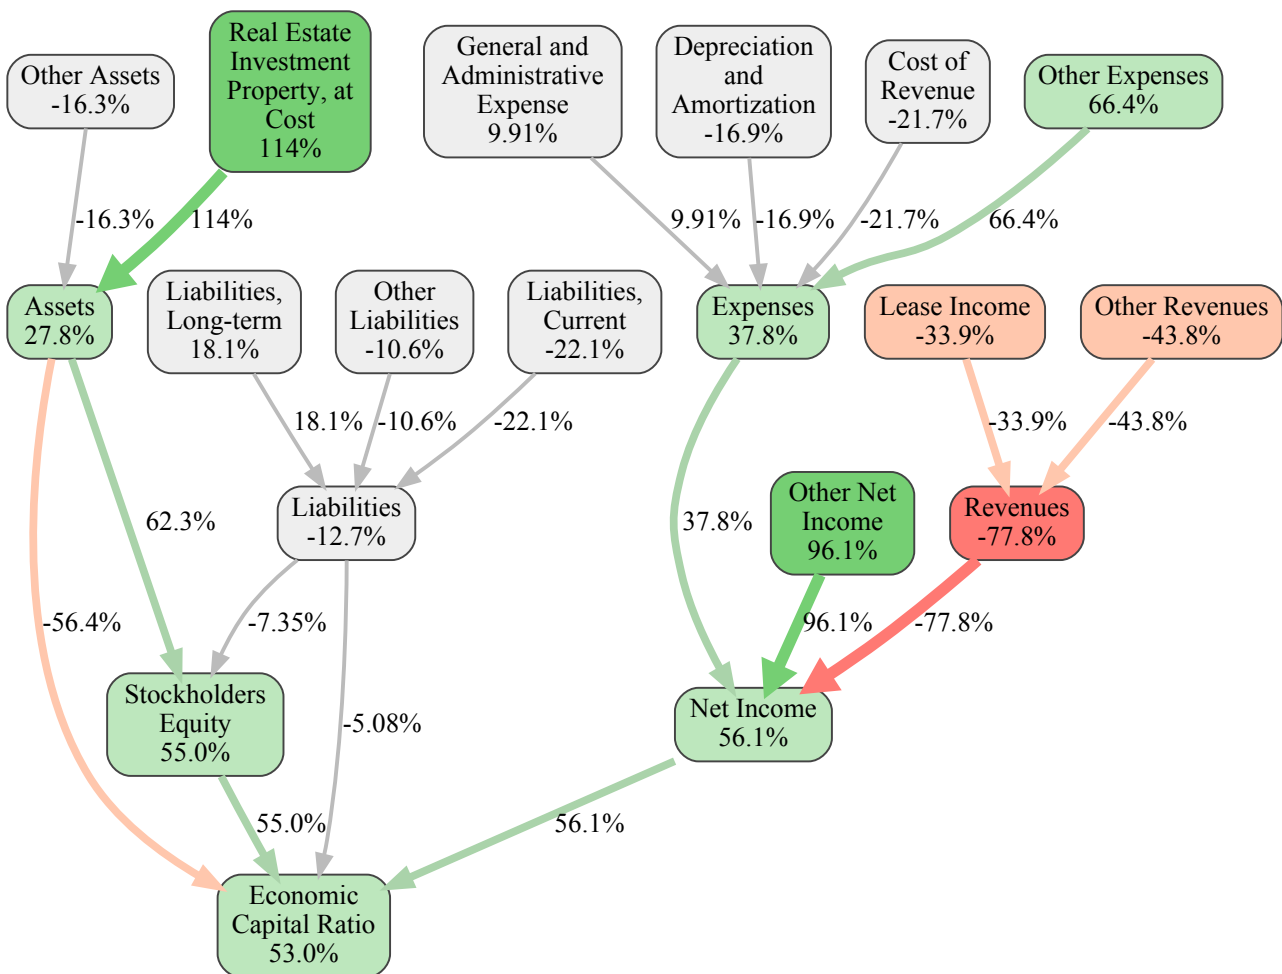 Other Assets
-16.3%
Real Estate
Investment
Property, at
Cost
114%
General and
Administrative
Expense
9.91%
Depreciation
and
Amortization
-16.9%
Cost of
Revenue
-21.7%
Other Expenses
66.4%
-16.3%
114%
9.91%
-16.9%
-21.7%
66.4%
Assets
27.8%
Liabilities,
Long-term
18.1%
Other
Liabilities
-10.6%
Liabilities,
Current
-22.1%
Expenses
37.8%
Lease Income
-33.9%
Other Revenues
-43.8%
18.1%
-10.6%
-22.1%
-33.9%
-43.8%
62.3%
Liabilities
-12.7%
37.8%
Other Net
Income
96.1%
Revenues
-77.8%
-56.4%
-7.35%
96.1%
-77.8%
Stockholders
Equity
55.0%
-5.08%
Net Income
56.1%
55.0%
56.1%
Economic
Capital Ratio
53.0%